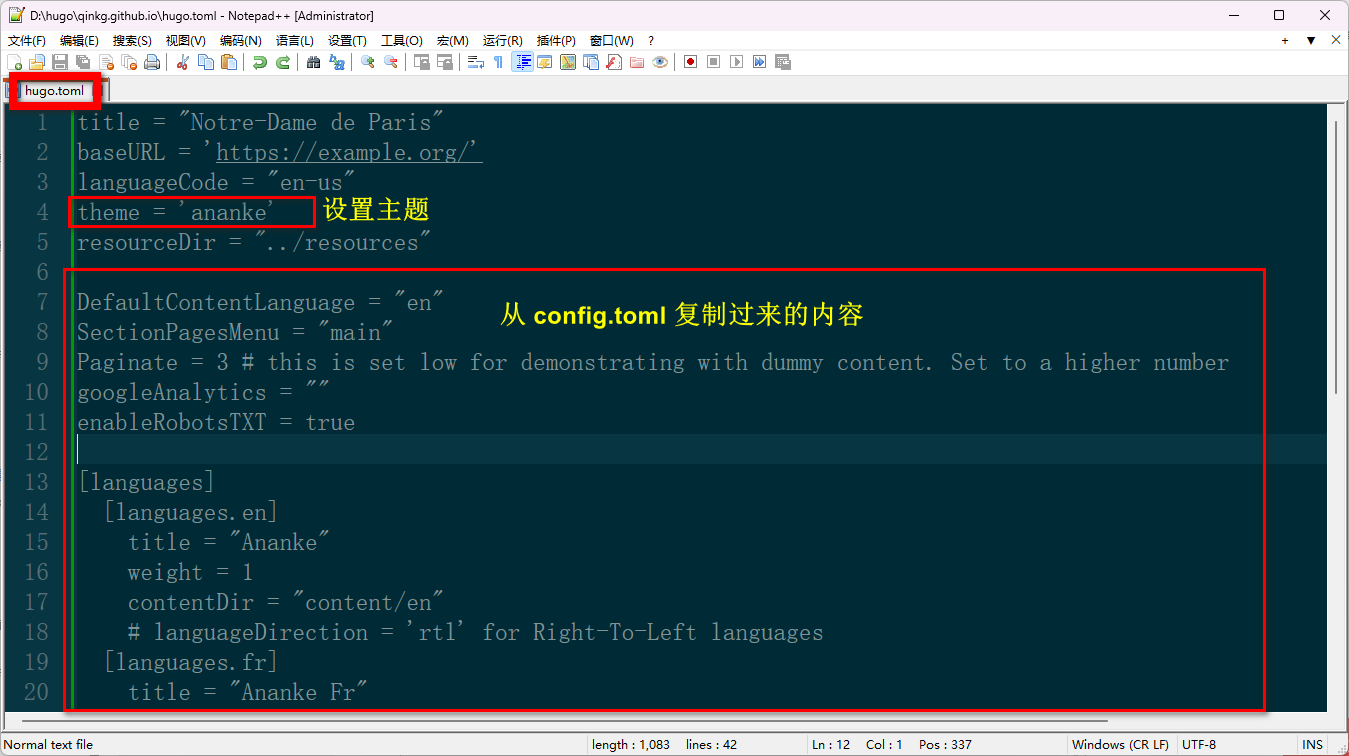 D:\hugo\qinkg.github.io\hugo.toml - Notepad++ [Administrator]
文件(F) 编辑(E) 搜索(S) 视图(V) 编码(N) 语言(L) 设置(T) 工具(O) 宏(M) 运行(R) 插件(P) 窗口(W) ?
hugo.toml
1 title = "Notre-Dame de Paris"
2 baseURL = 'https://example.org/'
3 languageCode = "en-us"
4 theme = 'ananke' 设置主题
5 resourceDir = "../resources"
6
7 DefaultContentLanguage = "en"
从 config.toml 复制过来的内容
8 SectionPagesMenu = "main"
9 Paginate = 3 # this is set low for demonstrating with dummy content. Set to a higher number
10 googleAnalytics = ""
11 enableRobotsTXT = true
12
13 [languages]
14 [languages.en]
15 title = "Ananke"
16 weight = 1
17 contentDir = "content/en"
18 # languageDirection = 'rtl' for Right-To-Left languages
19 [languages.fr]
20 title = "Ananke Fr"
Normal text file length : 1,083 lines : 42 Ln : 12 Col : 1 Pos : 337 Windows (CR LF) UTF-8 INS